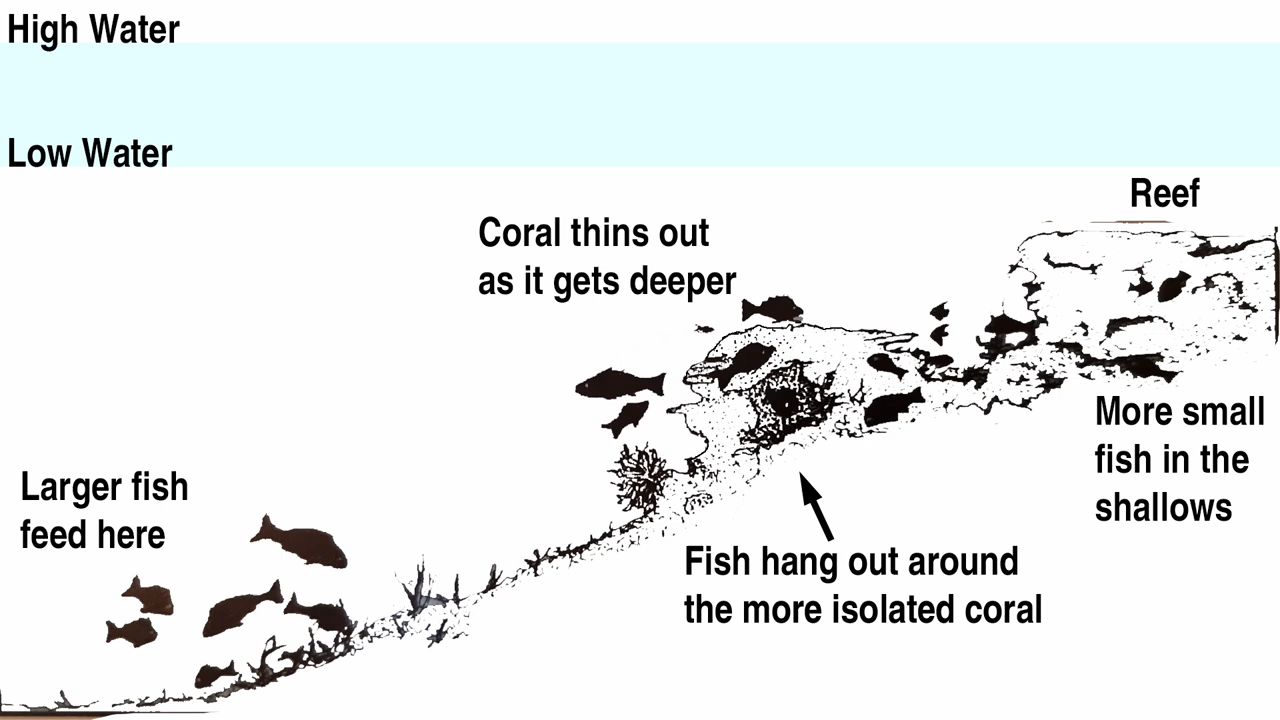 High Water
Low Water
Reef
Coral thins out
as it gets deeper
More small
fish in the
shallows
Larger fish
feed here
Fish hang out around
the more isolated coral